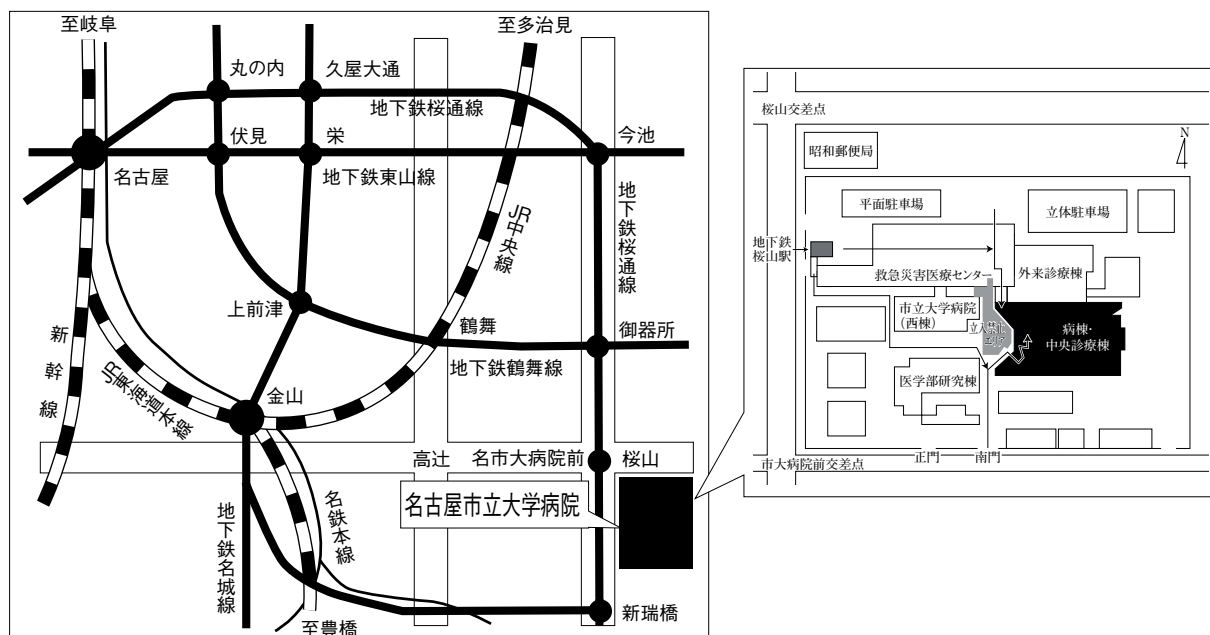 至岐阜
至多治見
丸の内
久屋大通
地下鉄桜通線
伏見
栄
今池
名古屋
地下鉄東山線
JR中央線
地下鉄桜通線
上前津
鶴舞
御器所
新幹線
地下鉄鶴舞線
JR東海道本線
金山
高辻
名市大病院前
桜山
名古屋市立大学病院
地下鉄名城線
名鉄本線
新瑞橋
至豊橋
桜山交差点
昭和郵便局
N
平面駐車場
立体駐車場
地下鉄
桜山駅
救急災害医療センター
外来診療棟
市立大学病院
(西棟)
立入禁止
エリア
病棟・
中央診療棟
医学部研究棟
正門
南門
市大病院前交差点